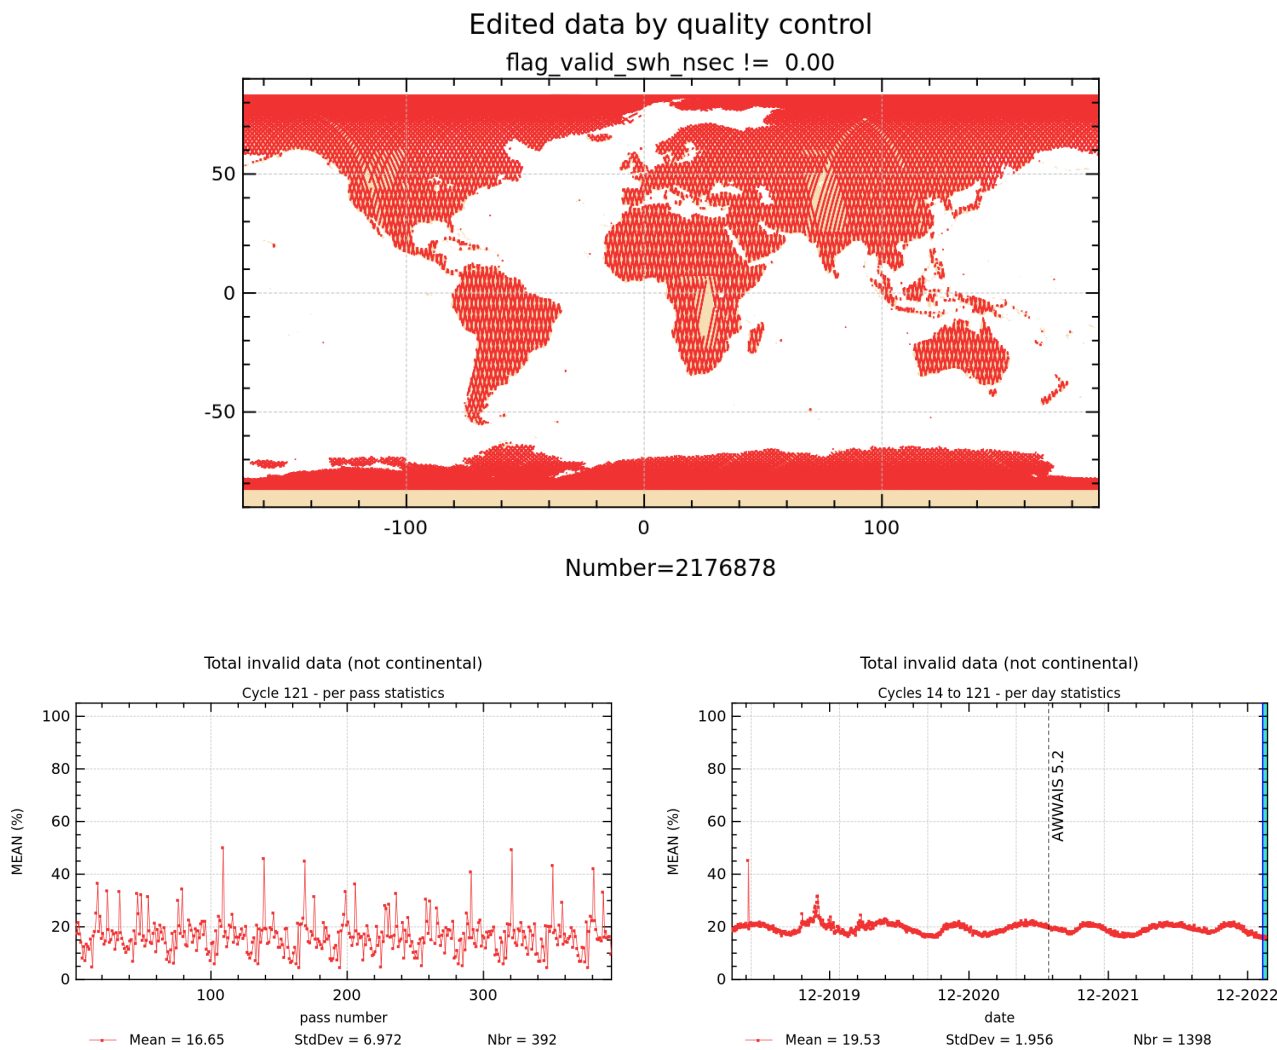 Edited data by quality control
flag_valid_swh_nsec !=  0.00
50
0
-50
-100
0
100
Number=2176878
Total invalid data (not continental)
Cycle 121 - per pass statistics
MEAN (%)
100
80
60
40
20
0
100
200
300
pass number
Mean = 16.65
StdDev = 6.972
Nbr = 392
Total invalid data (not continental)
Cycles 14 to 121 - per day statistics
MEAN (%)
100
80
60
40
20
0
AWWAIS 5.2
12-2019
12-2020
12-2021
12-2022
date
Mean = 19.53
StdDev = 1.956
Nbr = 1398